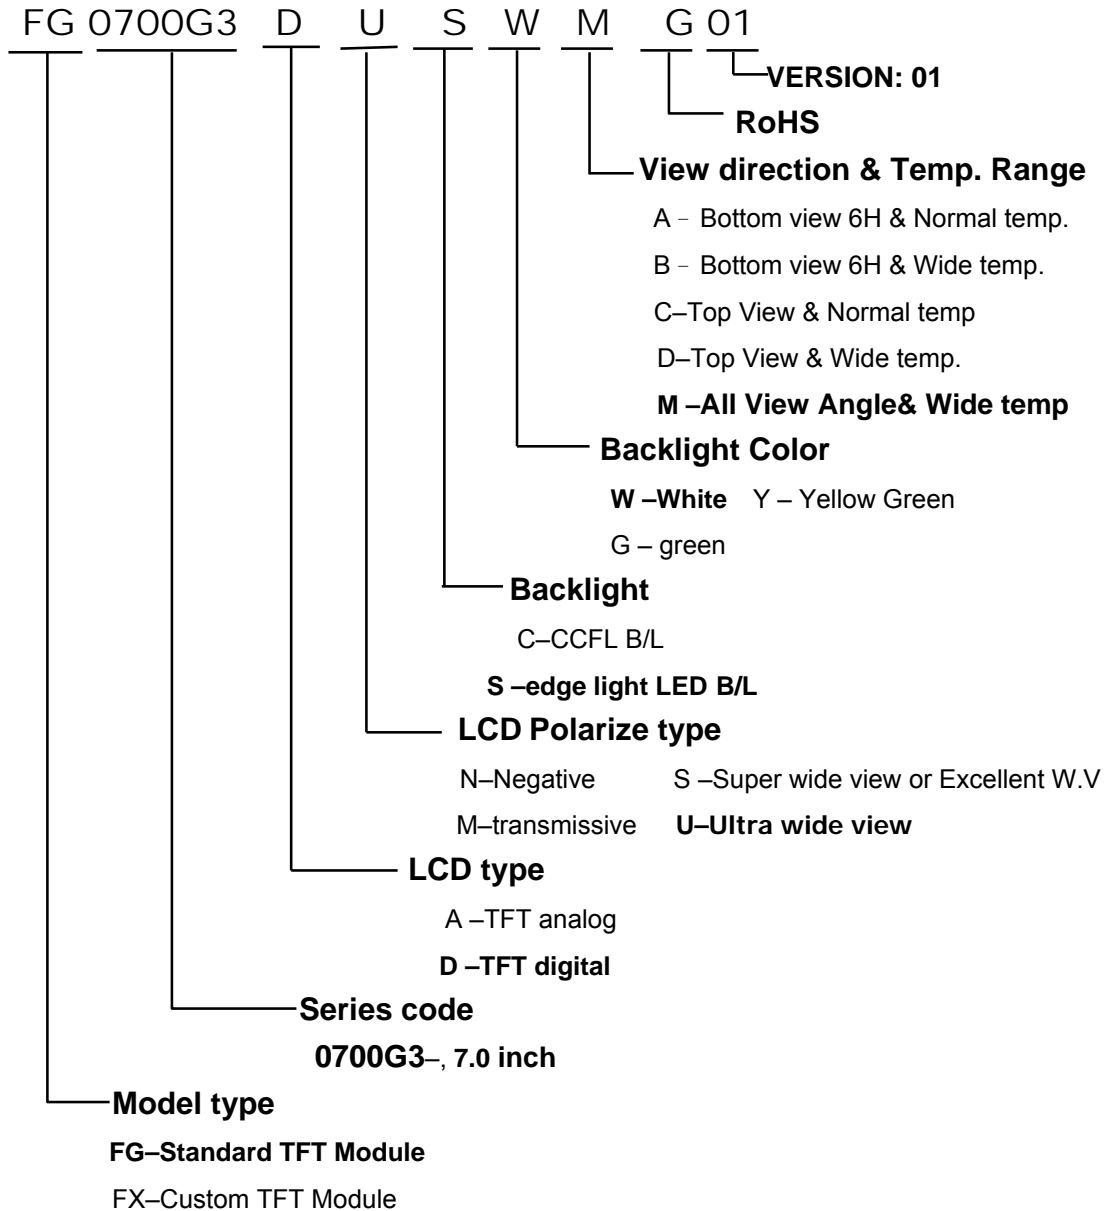 FG 0700G3 D U S W M G 01
VERSION: 01
RoHS
View direction & Temp. Range
A – Bottom view 6H & Normal temp.
B – Bottom view 6H & Wide temp.
C–Top View & Normal temp
D–Top View & Wide temp.
M –All View Angle& Wide temp
Backlight Color
W –White Y – Yellow Green
G – green
Backlight
C–CCFL B/L
S –edge light LED B/L
LCD Polarize type
N–Negative S –Super wide view or Excellent W.V
M–transmissive U–Ultra wide view
LCD type
A –TFT analog
D –TFT digital
Series code
0700G3–, 7.0 inch
Model type
FG–Standard TFT Module
FX–Custom TFT Module